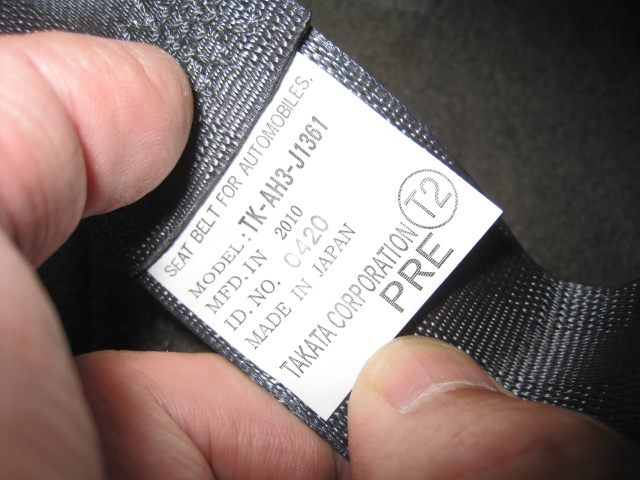 SEAT BELT FOR AUTOMOBILES.
MODEL: TK-AH3-J1361
MFD. IN 2010
ID. NO. C420
MADE IN JAPAN
TAKATA CORPORATION T2
PRE